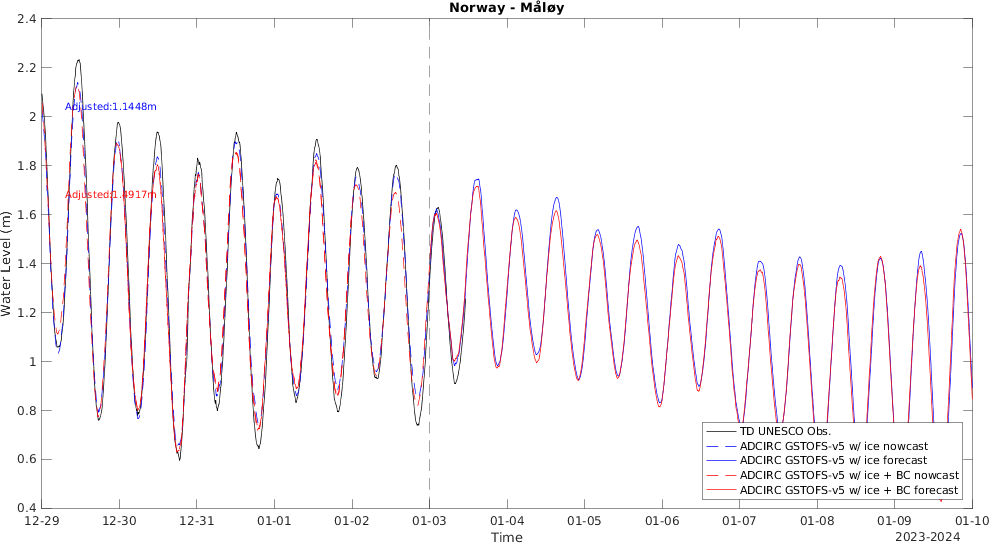 Norway - Måløy
2.4
2.2
2
1.8
1.6
1.4
1.2
1
0.8
0.6
0.4
Water Level (m)
Adjusted:1.1448m
Adjusted:1.4917m
TD UNESCO Obs.
ADCIRC GSTOFS-v5 w/ ice nowcast
ADCIRC GSTOFS-v5 w/ ice forecast
ADCIRC GSTOFS-v5 w/ ice + BC nowcast
ADCIRC GSTOFS-v5 w/ ice + BC forecast
12-29 12-30 12-31 01-01 01-02 01-03 01-04 01-05 01-06 01-07 01-08 01-09 01-10
Time
2023-2024